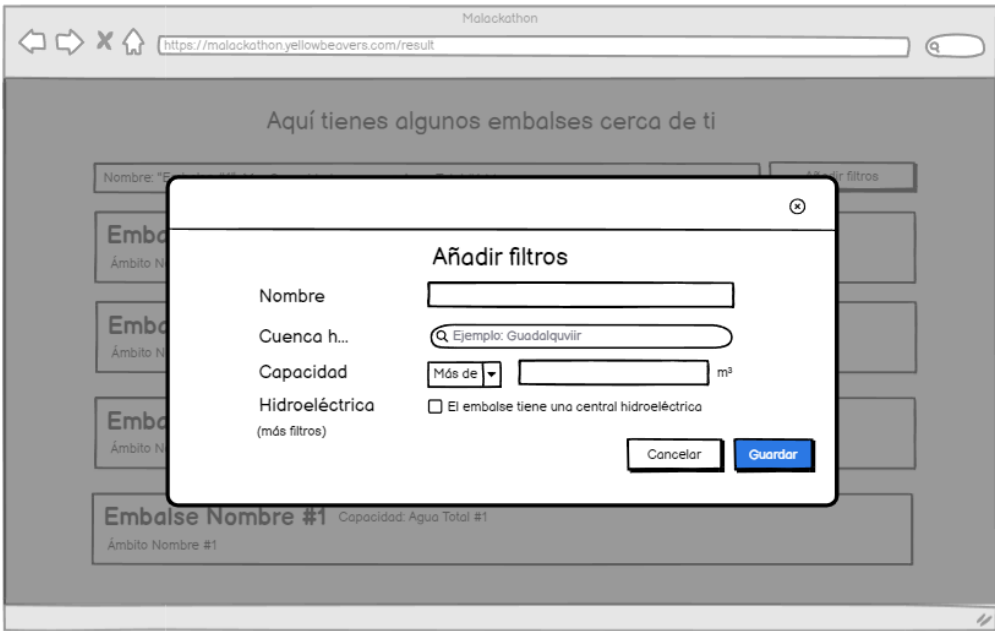 Malackathon
https://malackathon.yellowbeavers.com/result
Aquí tienes algunos embalses cerca de ti
Nombre: "E
Añadir filtros
Emba
Ámbito N
Emba
Ámbito N
Emba
Ámbito N
Añadir filtros
Nombre
Cuenca h...
Ejemplo: Guadalquviir
Capacidad
Más de
m³
Hidroeléctrica
El embalse tiene una central hidroeléctrica
(más filtros)
Cancelar
Guardar
Embalse Nombre #1 Capacidad: Agua Total #1
Ámbito Nombre #1